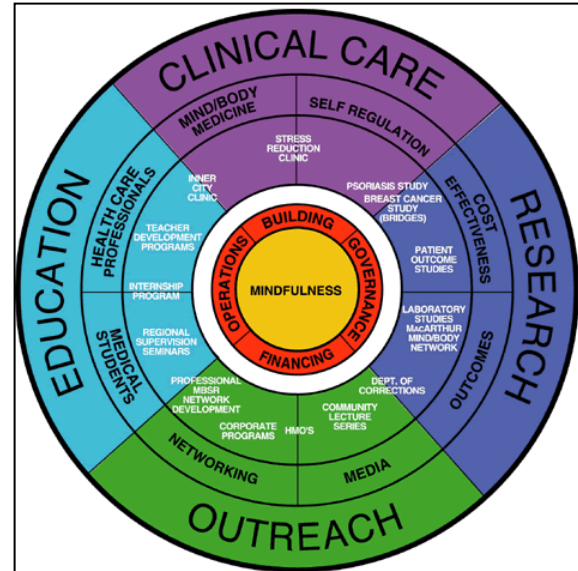 CLINICAL CARE
MIND/BODY
MEDICINE
SELF REGULATION
STRESS
REDUCTION
CLINIC
INNER
CITY
CLINIC
PSORIASIS STUDY
BREAST CANCER
STUDY
(BRIDGES)
EDUCATION
HEALTH CARE
PROFESSIONALS
TEACHER
DEVELOPMENT
PROGRAMS
INTERNSHIP
PROGRAM
MEDICAL
STUDENTS
REGIONAL
SUPERVISION
SEMINARS
BUILDING
OPERATIONS
GOVERNANCE
MINDFULNESS
FINANCING
RESEARCH
COST
EFFECTIVENESS
PATIENT
OUTCOME
STUDIES
LABORATORY
STUDIES
MACARTHUR
MIND/BODY
NETWORK
OUTCOMES
PROFESSIONAL
MBSR
NETWORK
DEVELOPMENT
DEPT. OF
CORRECTIONS
COMMUNITY
LECTURE
SERIES
CORPORATE
PROGRAMS
HMO'S
NETWORKING
MEDIA
OUTREACH